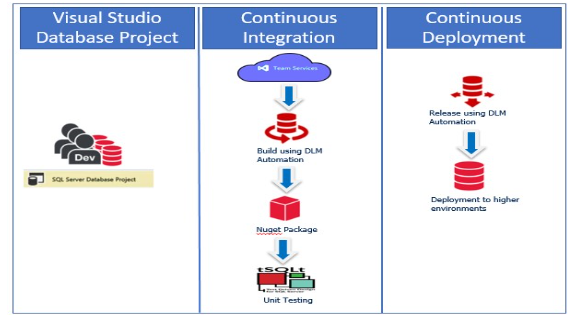 Visual Studio
Database Project
Continuous
Integration
Continuous
Deployment
Dev
SQL Server Database Project
Team Services
Build using DLM
Automation
Nuget Package
tSQLt
Unit Testing
Release using DLM
Automation
Deployment to higher
environments